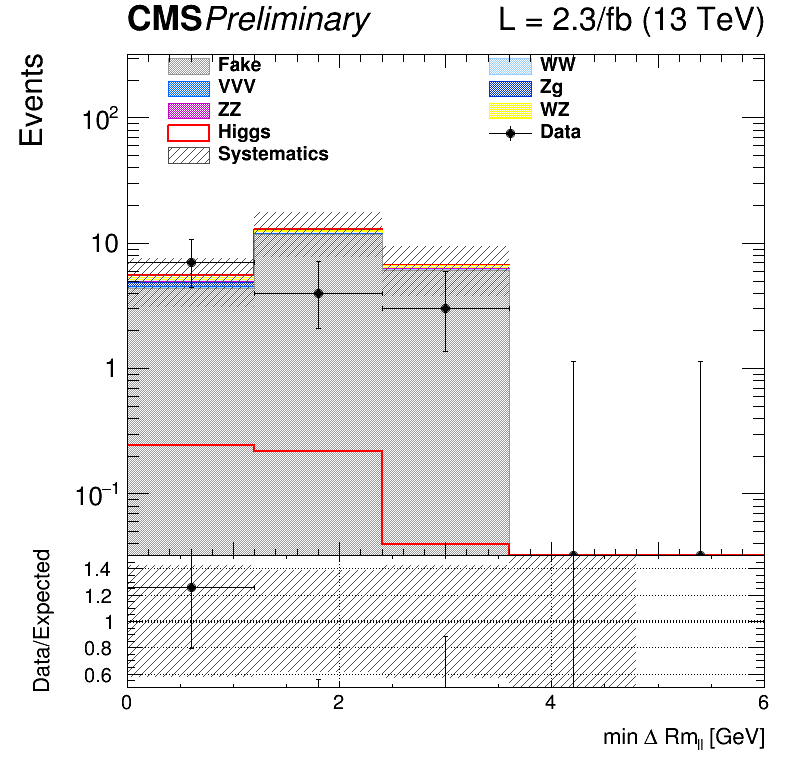 CMS Preliminary L = 2.3/fb (13 TeV)
Events
Fake WW
VVV Zg
ZZ WZ
Higgs Data
Systematics
10²
10
1
10⁻¹
Data/Expected
1.4
1.2
1
0.8
0.6
0 2 4 6
min Δ Rm_ll [GeV]